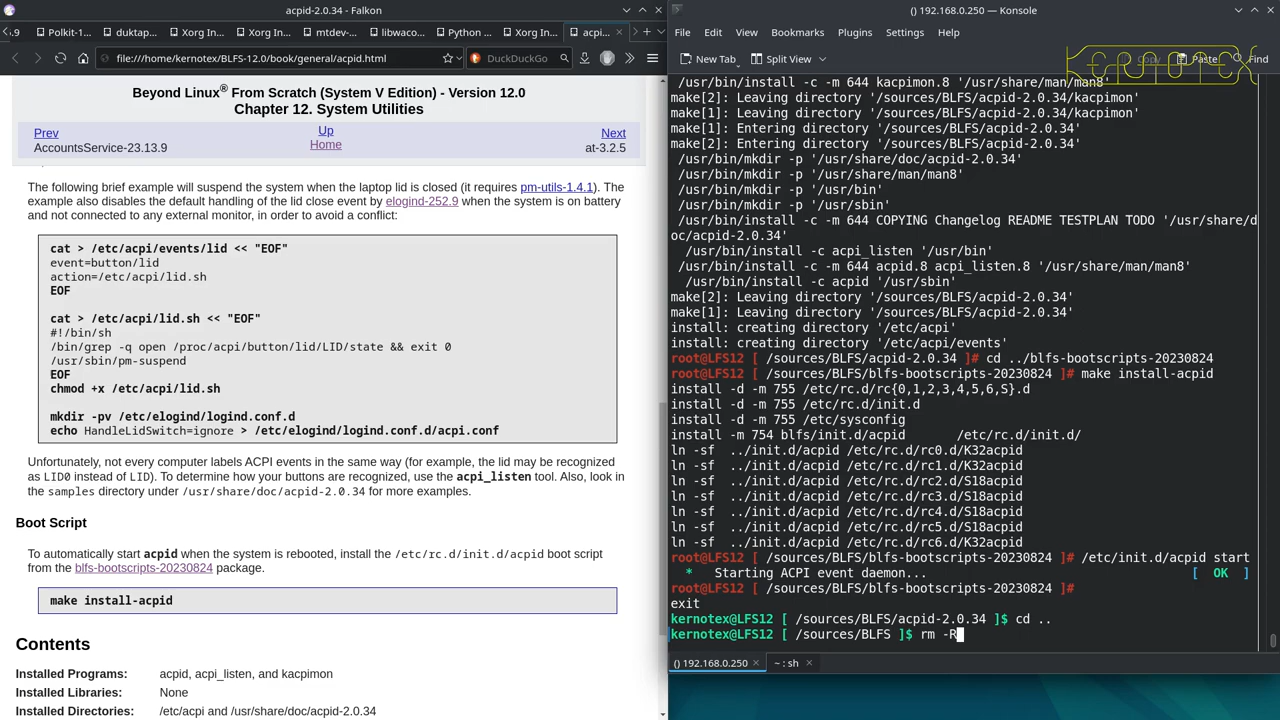 acpid-2.0.34 - Falkon
.9
Polkit-1...
duktap...
Xorg In...
Xorg In...
mtdev-...
libwaco...
Python ...
Xorg In...
acpi...
file:///home/kernotex/BLFS-12.0/book/general/acpid.html
DuckDuckGo
Beyond Linux® From Scratch (System V Edition) - Version 12.0
Chapter 12. System Utilities
Prev
Up
Next
AccountsService-23.13.9
Home
at-3.2.5
The following brief example will suspend the system when the laptop lid is closed (it requires pm-utils-1.4.1). The
example also disables the default handling of the lid close event by elogind-252.9 when the system is on battery
and not connected to any external monitor, in order to avoid a conflict:
cat > /etc/acpi/events/lid << "EOF"
event=button/lid
action=/etc/acpi/lid.sh
EOF
cat > /etc/acpi/lid.sh << "EOF"
#!/bin/sh
/bin/grep -q open /proc/acpi/button/lid/LID/state && exit 0
/usr/sbin/pm-suspend
EOF
chmod +x /etc/acpi/lid.sh
mkdir -pv /etc/elogind/logind.conf.d
echo HandleLidSwitch=ignore > /etc/elogind/logind.conf.d/acpi.conf
Unfortunately, not every computer labels ACPI events in the same way (for example, the lid may be recognized
as LID0 instead of LID). To determine how your buttons are recognized, use the acpi_listen tool. Also, look in
the samples directory under /usr/share/doc/acpid-2.0.34 for more examples.
Boot Script
To automatically start acpid when the system is rebooted, install the /etc/rc.d/init.d/acpid boot script
from the blfs-bootscripts-20230824 package.
make install-acpid
Contents
Installed Programs: acpid, acpi_listen, and kacpimon
Installed Libraries: None
Installed Directories: /etc/acpi and /usr/share/doc/acpid-2.0.34
() 192.168.0.250 — Konsole
File Edit View Bookmarks Plugins Settings Help
New Tab
Split View
Copy
Paste
Find
Kernotex
/usr/bin/install -c -m 644 kacpimon.8 '/usr/share/man/man8'
make[2]: Leaving directory '/sources/BLFS/acpid-2.0.34/kacpimon'
make[1]: Leaving directory '/sources/BLFS/acpid-2.0.34/kacpimon'
make[1]: Entering directory '/sources/BLFS/acpid-2.0.34'
make[2]: Entering directory '/sources/BLFS/acpid-2.0.34'
/usr/bin/mkdir -p '/usr/share/doc/acpid-2.0.34'
/usr/bin/mkdir -p '/usr/share/man/man8'
/usr/bin/mkdir -p '/usr/bin'
/usr/bin/mkdir -p '/usr/sbin'
/usr/bin/install -c -m 644 COPYING Changelog README TESTPLAN TODO '/usr/share/d
oc/acpid-2.0.34'
/usr/bin/install -c acpi_listen '/usr/bin'
/usr/bin/install -c -m 644 acpid.8 acpi_listen.8 '/usr/share/man/man8'
/usr/bin/install -c acpid '/usr/sbin'
make[2]: Leaving directory '/sources/BLFS/acpid-2.0.34'
make[1]: Leaving directory '/sources/BLFS/acpid-2.0.34'
install: creating directory '/etc/acpi'
install: creating directory '/etc/acpi/events'
root@LFS12 [ /sources/BLFS/acpid-2.0.34 ]# cd ../blfs-bootscripts-20230824
root@LFS12 [ /sources/BLFS/blfs-bootscripts-20230824 ]# make install-acpid
install -d -m 755 /etc/rc.d/rc{0,1,2,3,4,5,6,S}.d
install -d -m 755 /etc/rc.d/init.d
install -d -m 755 /etc/sysconfig
install -m 754 blfs/init.d/acpid /etc/rc.d/init.d/
ln -sf ../init.d/acpid /etc/rc.d/rc0.d/K32acpid
ln -sf ../init.d/acpid /etc/rc.d/rc1.d/K32acpid
ln -sf ../init.d/acpid /etc/rc.d/rc2.d/S18acpid
ln -sf ../init.d/acpid /etc/rc.d/rc3.d/S18acpid
ln -sf ../init.d/acpid /etc/rc.d/rc4.d/S18acpid
ln -sf ../init.d/acpid /etc/rc.d/rc5.d/S18acpid
ln -sf ../init.d/acpid /etc/rc.d/rc6.d/K32acpid
root@LFS12 [ /sources/BLFS/blfs-bootscripts-20230824 ]# /etc/init.d/acpid start
* Starting ACPI event daemon... [ OK ]
root@LFS12 [ /sources/BLFS/blfs-bootscripts-20230824 ]#
exit
kernotex@LFS12 [ /sources/BLFS/acpid-2.0.34 ]$ cd ..
kernotex@LFS12 [ /sources/BLFS ]$ rm -R
() 192.168.0.250
~ : sh